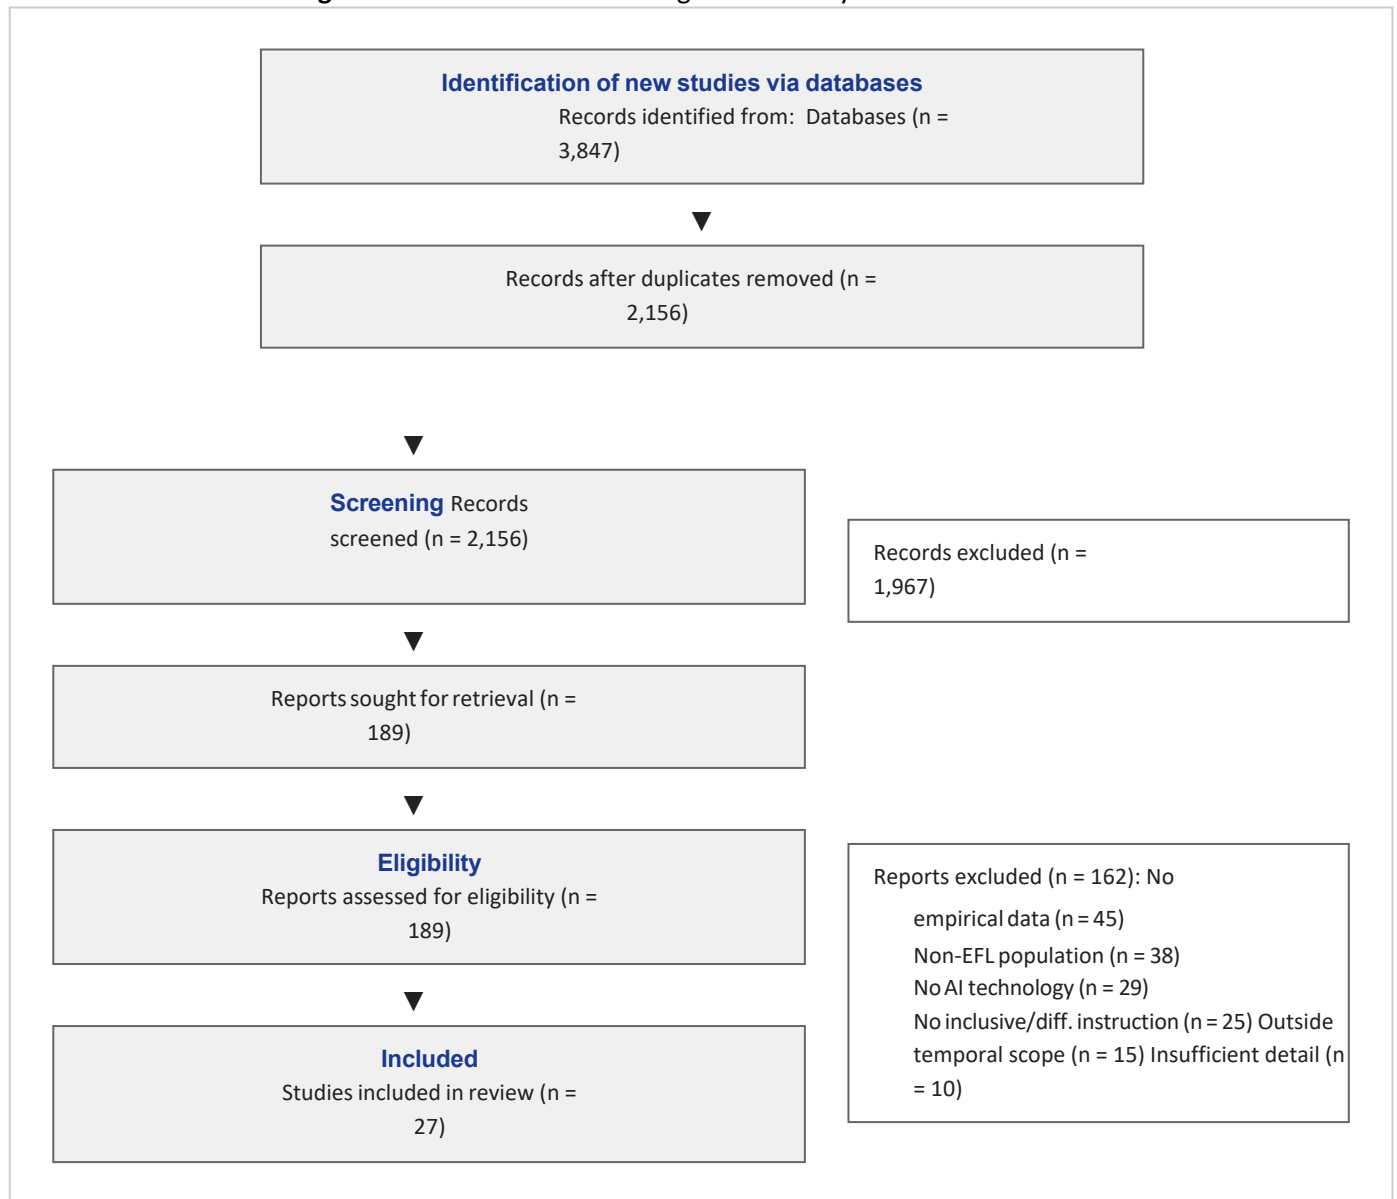 Identification of new studies via databases
Records identified from: Databases (n =
3,847)
▼
Records after duplicates removed (n =
2,156)
▼
Screening Records
screened (n = 2,156)
Records excluded (n =
1,967)
▼
Reports sought for retrieval (n =
189)
▼
Eligibility
Reports assessed for eligibility (n =
189)
Reports excluded (n = 162): No
empirical data (n = 45)
Non-EFL population (n = 38)
No AI technology (n = 29)
No inclusive/diff. instruction (n = 25) Outside
temporal scope (n = 15) Insufficient detail (n
= 10)
▼
Included
Studies included in review (n =
27)